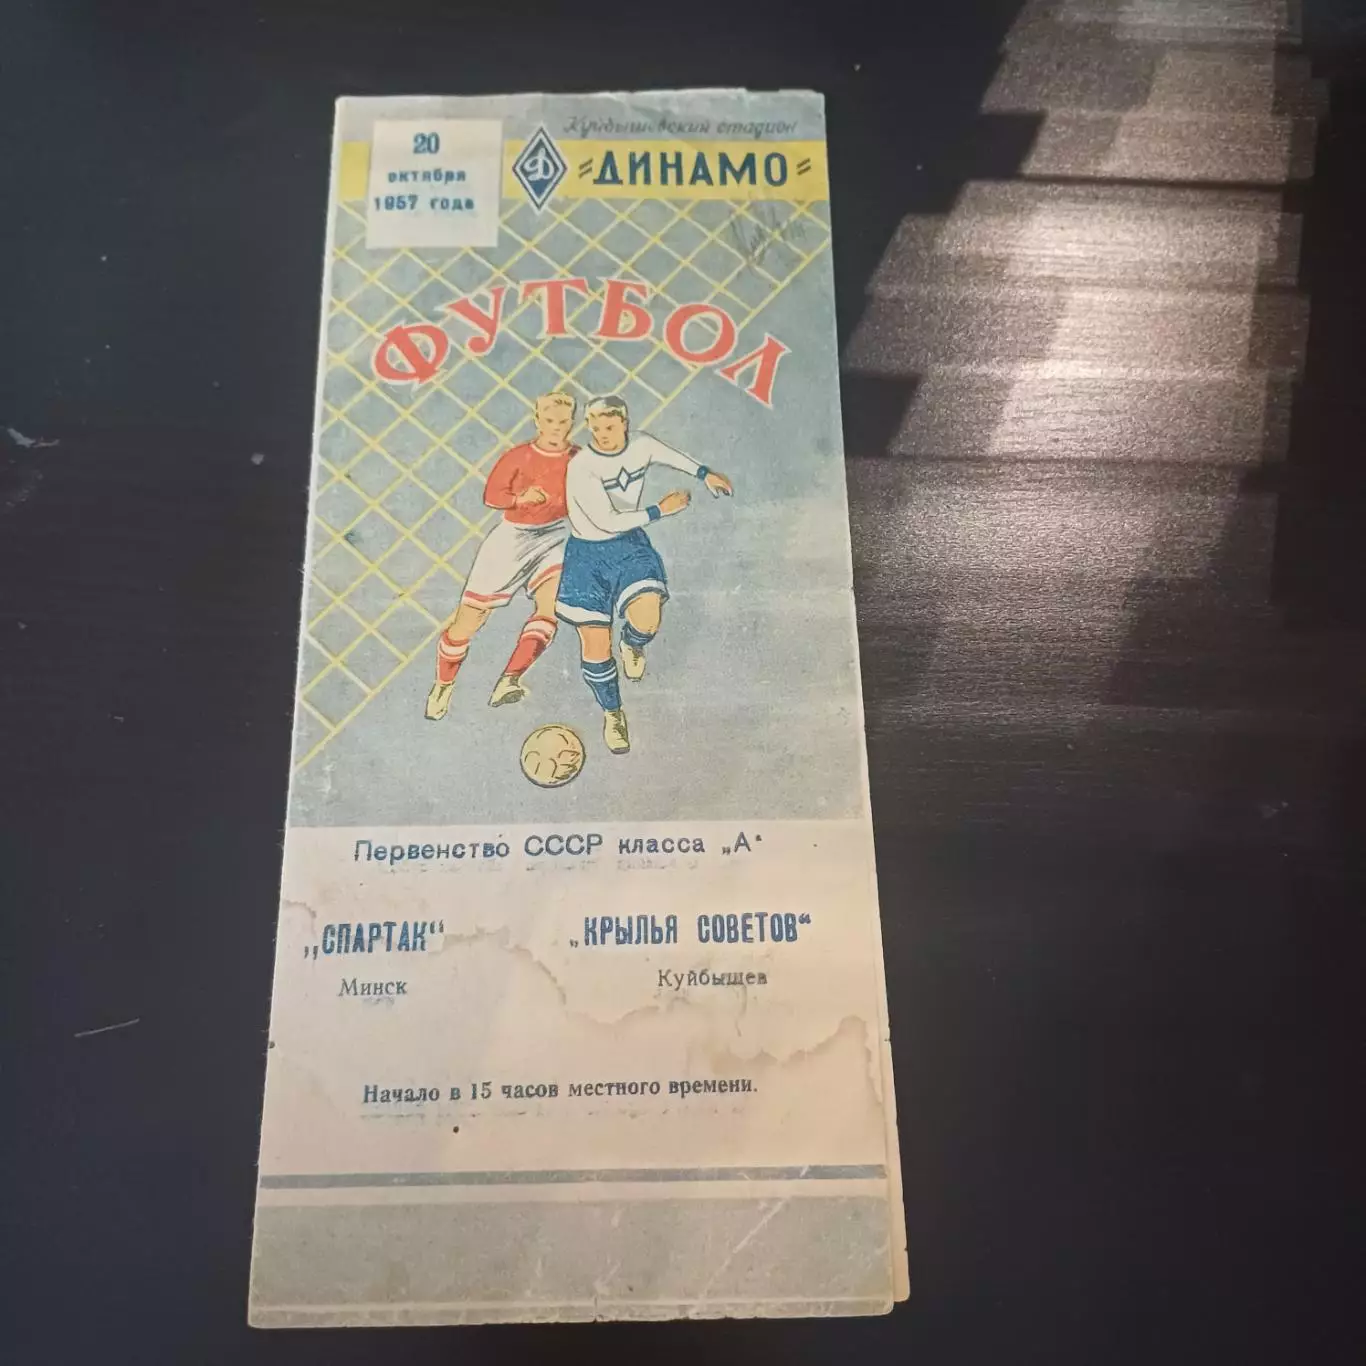 20
октября
1957 года
Куйбышевский стадион
Д
"ДИНАМО"
ФУТБОЛ
Первенство СССР класса „А“
„СПАРТАК“
Минск
„КРЫЛЬЯ СОВЕТОВ“
Куйбышев
Начало в 15 часов местного времени.